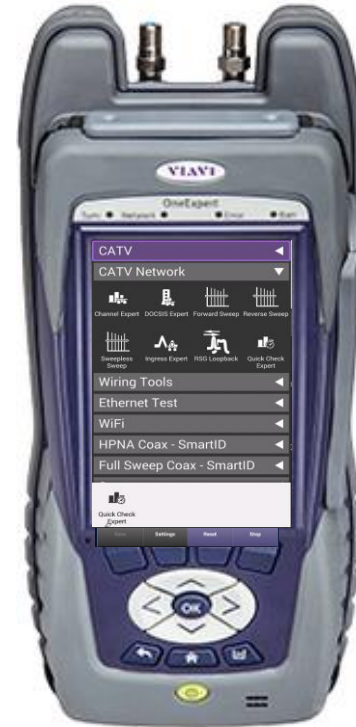 VIAVI
OneExpert
Sync Network Error Batt
CATV
CATV Network
Channel Expert DOCSIS Expert Forward Sweep Reverse Sweep
Sweepless Sweep
Ingress Expert RSG Loopback
Quick Check Expert
Wiring Tools
Ethernet Test
WiFi
HPNA Coax - SmartID
Full Sweep Coax - SmartID
Quick Check
Expert
Settings
OK